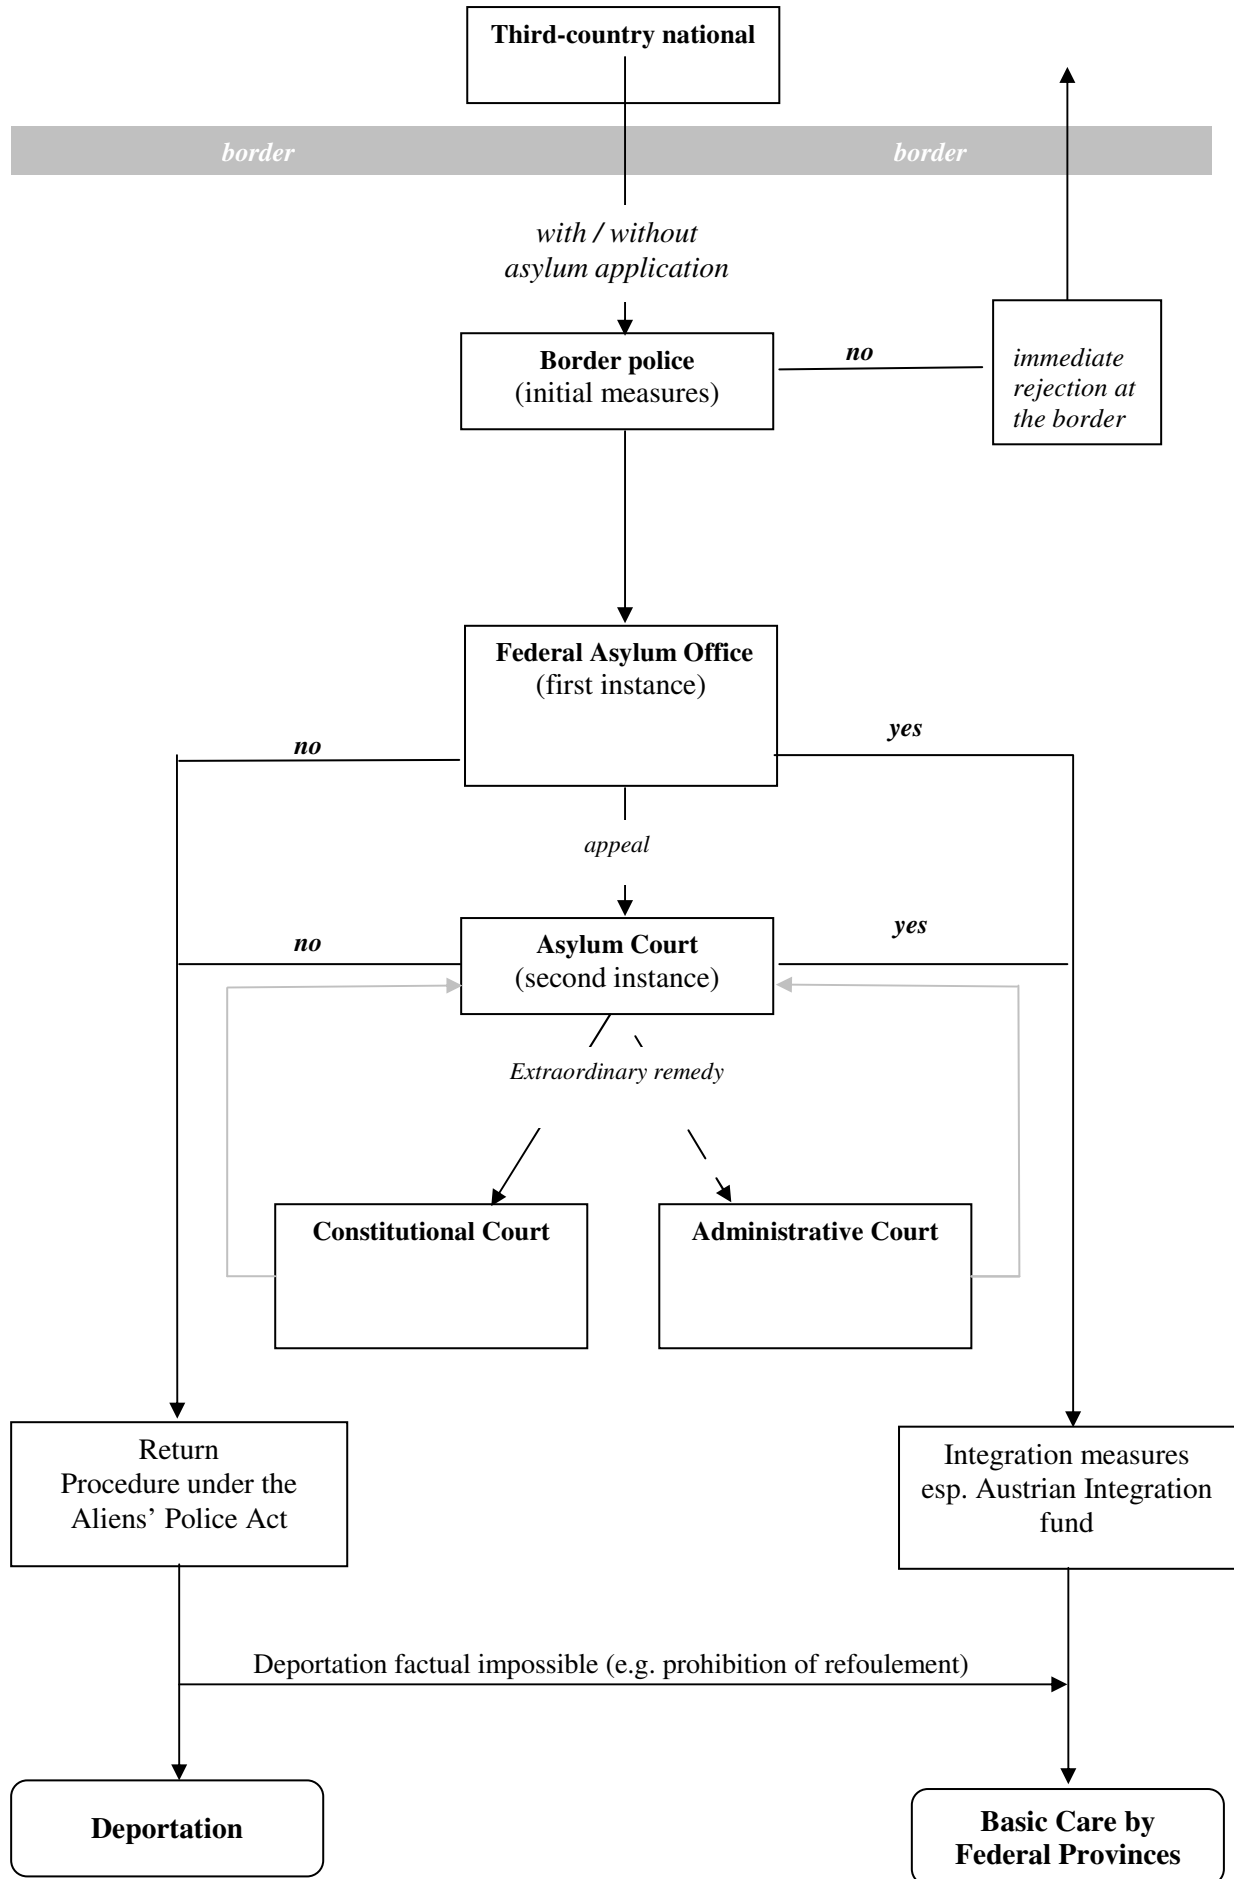 Third-country national
border
border
with / without
asylum application
Border police
(initial measures)
no
immediate
rejection at
the border
Federal Asylum Office
(first instance)
no
yes
appeal
no
yes
Asylum Court
(second instance)
Extraordinary remedy
Constitutional Court
Administrative Court
Return
Procedure under the
Aliens’ Police Act
Integration measures
esp. Austrian Integration
fund
Deportation factual impossible (e.g. prohibition of refoulement)
Deportation
Basic Care by
Federal Provinces